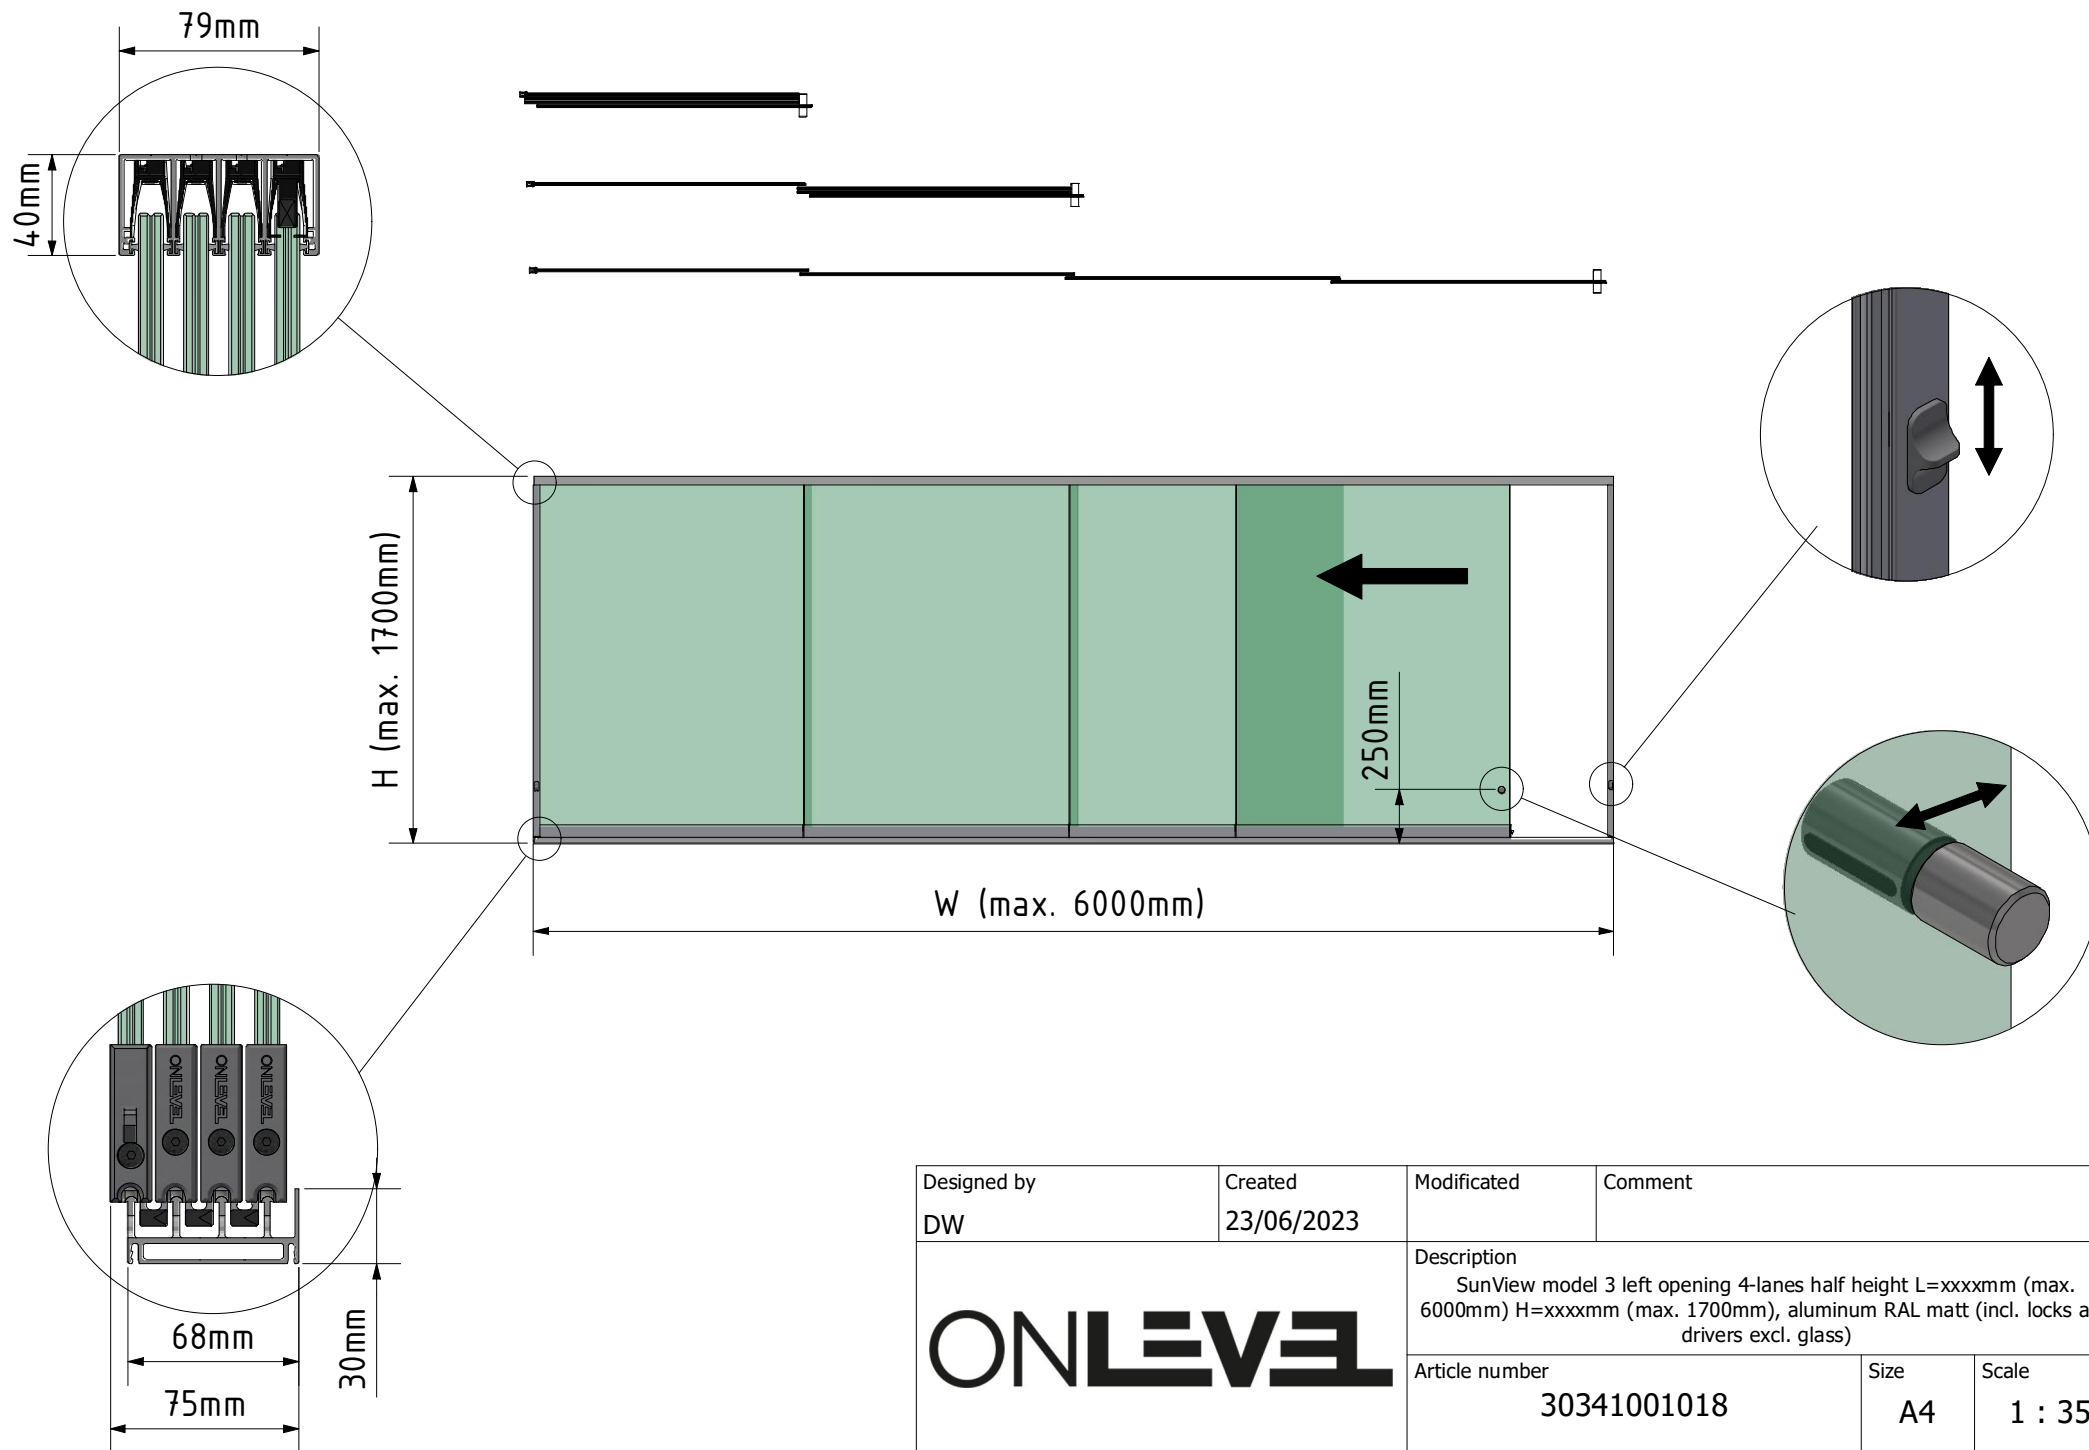 79mm
40mm
H (max. 1700mm)
250mm
W (max. 6000mm)
ONLEVEL
ONLEVEL
ONLEVEL
30mm
68mm
75mm
Designed by
DW
Created
23/06/2023
Modificated
Comment
ONLEVEL
Description
SunView model 3 left opening 4-lanes half height L=xxxxmm (max.
6000mm) H=xxxxmm (max. 1700mm), aluminum RAL matt (incl. locks a
drivers excl. glass)
Article number
30341001018
Size
A4
Scale
1 : 35